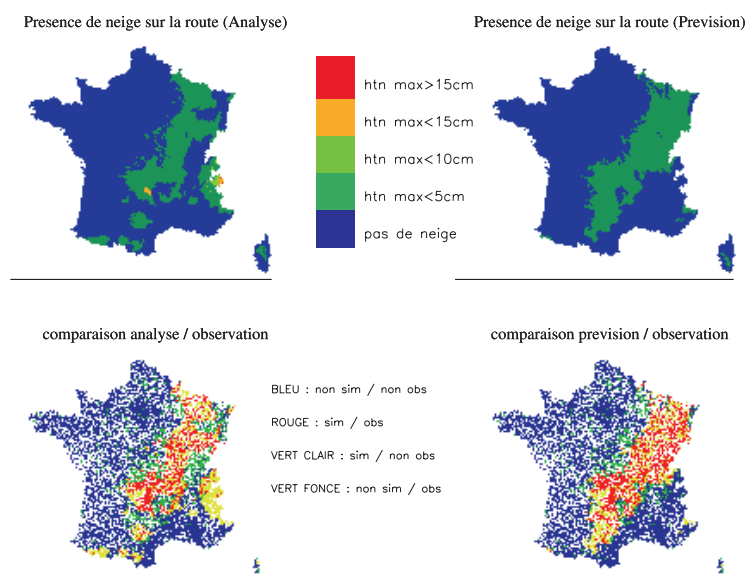 Presence de neige sur la route (Analyse)
Presence de neige sur la route (Prevision)
htn max>15cm
htn max<15cm
htn max<10cm
htn max<5cm
pas de neige
comparaison analyse / observation
comparaison prevision / observation
BLEU : non sim / non obs
ROUGE : sim / obs
VERT CLAIR : sim / non obs
VERT FONCE : non sim / obs